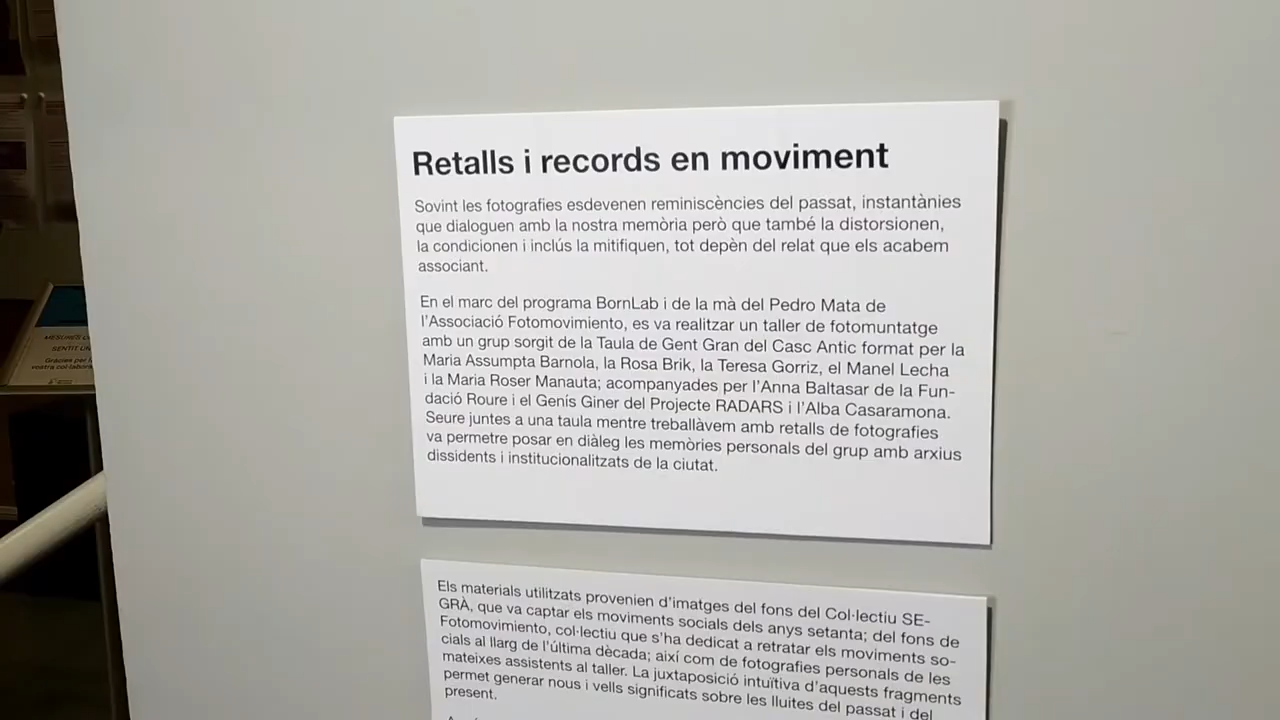 Retalls i records en moviment
Sovint les fotografies esdevenen reminiscències del passat, instantànies
que dialoguen amb la nostra memòria però que també la distorsionen,
la condicionen i inclús la mitifiquen, tot depèn del relat que els acabem
associant.
En el marc del programa BornLab i de la mà del Pedro Mata de
l'Associació Fotomovimiento, es va realitzar un taller de fotomuntatge
amb un grup sorgit de la Taula de Gent Gran del Casc Antic format per la
Maria Assumpta Barnola, la Rosa Brik, la Teresa Gorriz, el Manel Lecha
i la Maria Roser Manauta; acompanyades per l'Anna Baltasar de la Fun-
dació Roure i el Genís Giner del Projecte RADARS i l'Alba Casaramona.
Seure juntes a una taula mentre treballàvem amb retalls de fotografies
va permetre posar en diàleg les memòries personals del grup amb arxius
dissidents i institucionalitzats de la ciutat.
Els materials utilitzats provenien d'imatges del fons del Col·lectiu SE-
GRÀ, que va captar els moviments socials dels anys setanta; del fons de
Fotomovimiento, col·lectiu que s'ha dedicat a retratar els moviments so-
cials al llarg de l'última dècada; així com de fotografies personals de les
mateixes assistents al taller. La juxtaposició intuïtiva d'aquests fragments
permet generar nous i vells significats sobre les lluites del passat i del
present.
MESURES
SENTIT
Gràcies per
vostra col·labora